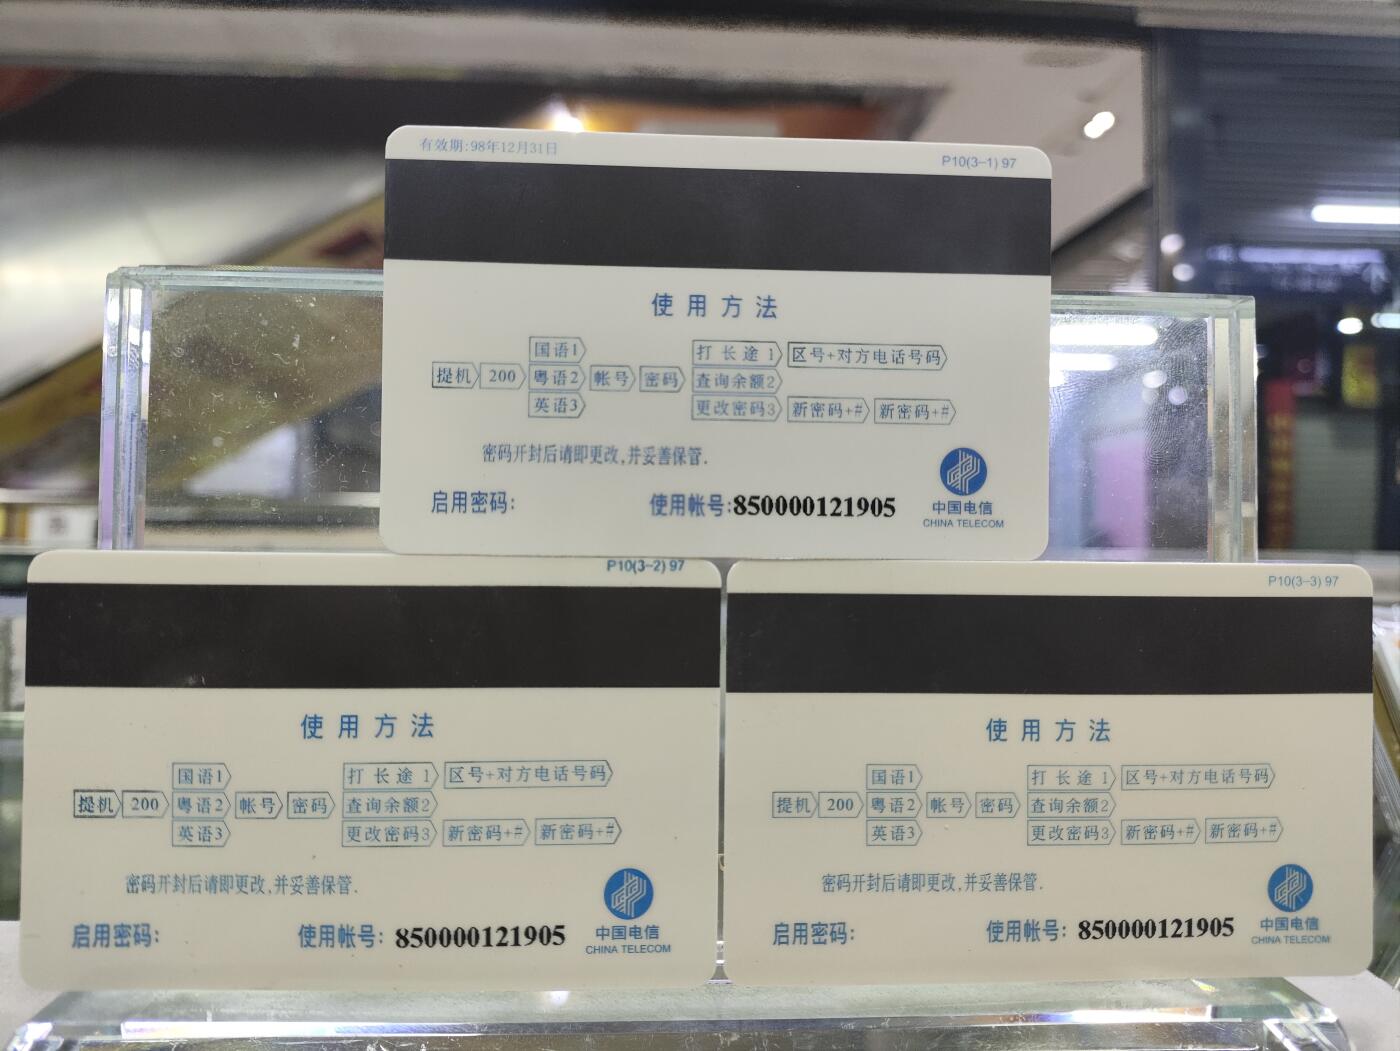 有效期:98年12月31日
P10(3-1) 97
使用方法
国语1 打长途1 区号+对方电话号码
提机 200 粤语2 帐号 密码 查询余额2
英语3 更改密码3 新密码+# 新密码+#
密码开封后请即更改,并妥善保管.
启用密码: 使用帐号:850000121905
中国电信
CHINA TELECOM
P10(3-2) 97
使用方法
国语1 打长途1 区号+对方电话号码
提机 200 粤语2 帐号 密码 查询余额2
英语3 更改密码3 新密码+# 新密码+#
密码开封后请即更改,并妥善保管.
启用密码: 使用帐号: 850000121905
中国电信
CHINA TELECOM
P10(3-3) 97
使用方法
国语1 打长途1 区号+对方电话号码
提机 200 粤语2 帐号 密码 查询余额2
英语3 更改密码3 新密码+# 新密码+#
密码开封后请即更改,并妥善保管.
启用密码: 使用帐号: 850000121905
中国电信
CHINA TELECOM